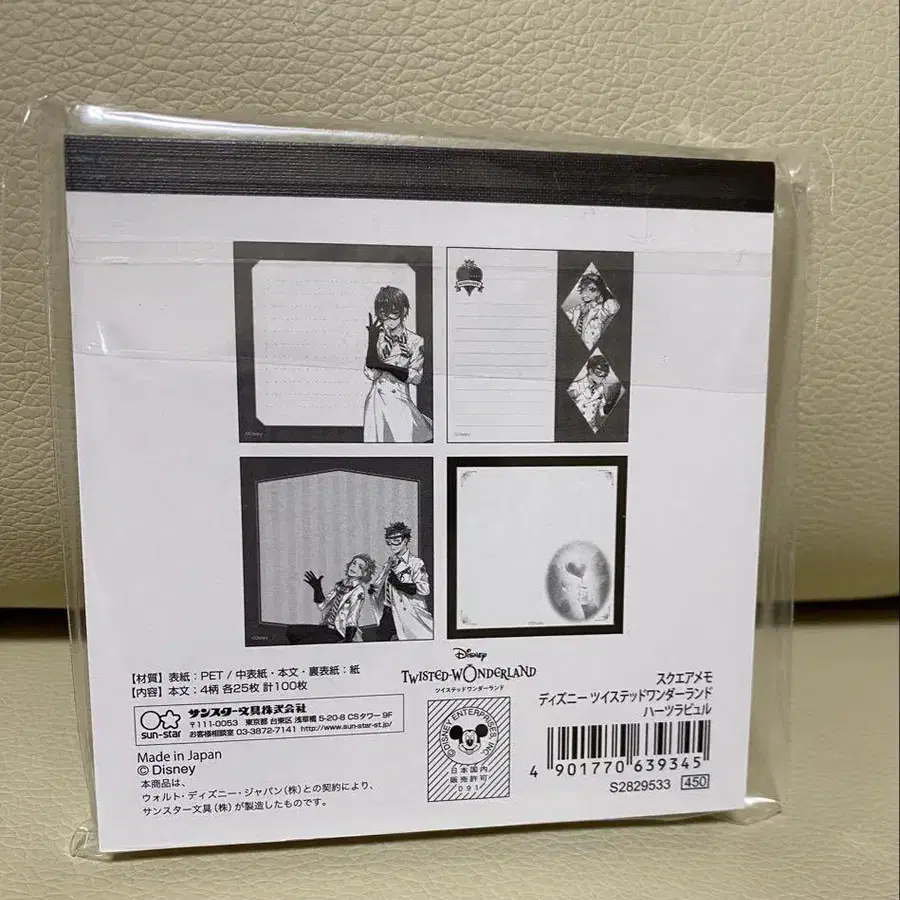 ©Disney
©Disney
©Disney
©Disney
【材質】表紙：PET / 中表紙・本文・裏表紙：紙
【内容】本文：4柄 各25枚 計100枚
sun-star
サンスター文具株式会社
〒111-0053 東京都 台東区 浅草橋 5-20-8 CSタワー 9F
お客様相談室 03-3872-7141 http://www.sun-star-st.jp/
Made in Japan
© Disney
本商品は、
ウォルト・ディズニー・ジャパン(株)との契約により、
サンスター文具(株)が製造したものです。
Disney
TWISTED-WONDERLAND
ツイステッドワンダーランド
©DISNEY ENTERPRISES, INC.
日本国内
販売許可
091
スクエアメモ
ディズニー ツイステッドワンダーランド
ハーツラビュル
4 901770 639345
S2829533 450